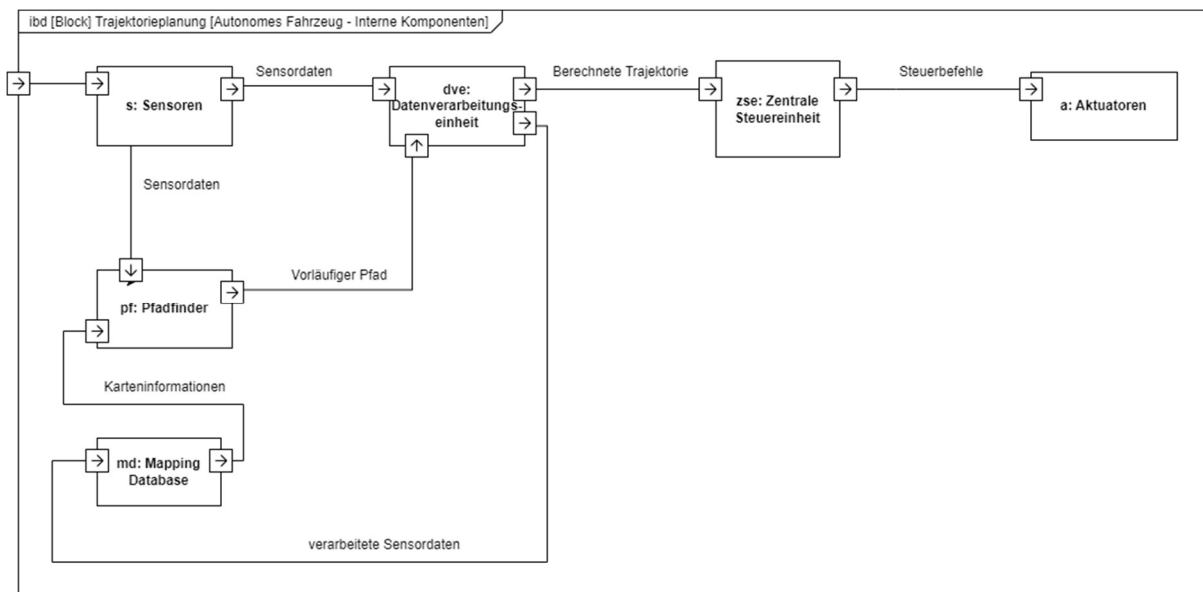 ibd [Block] Trajektorieplanung [Autonomes Fahrzeug - Interne Komponenten]
Sensordaten
Berechnete Trajektorie
Steuerbefehle
s: Sensoren
dve:
Datenverarbeitungs-
einheit
zse: Zentrale
Steuereinheit
a: Aktuatoren
Sensordaten
Vorläufiger Pfad
pf: Pfadfinder
Karteninformationen
md: Mapping
Database
verarbeitete Sensordaten